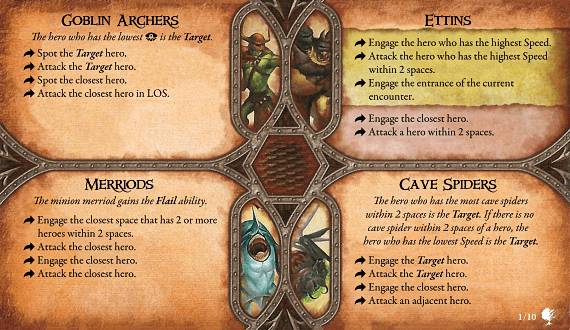 GOBLIN ARCHERS
The hero who has the lowest is the Target.
Spot the Target hero.
Attack the Target hero.
Spot the closest hero.
Attack the closest hero in LOS.
ETTINS
Engage the hero who has the highest Speed.
Attack the hero who has the highest Speed
within 2 spaces.
Engage the entrance of the current
encounter.
Engage the closest hero.
Attack a hero within 2 spaces.
MERRIODS
The minion merriod gains the Flail ability.
Engage the closest space that has 2 or more
heroes within 2 spaces.
Attack the closest hero.
Engage the closest hero.
Attack the closest hero.
CAVE SPIDERS
The hero who has the most cave spiders
within 2 spaces is the Target. If there is no
cave spider within 2 spaces of a hero, the
hero who has the lowest Speed is the Target.
Engage the Target hero.
Attack the Target hero.
Engage the closest hero.
Attack an adjacent hero.
1/10